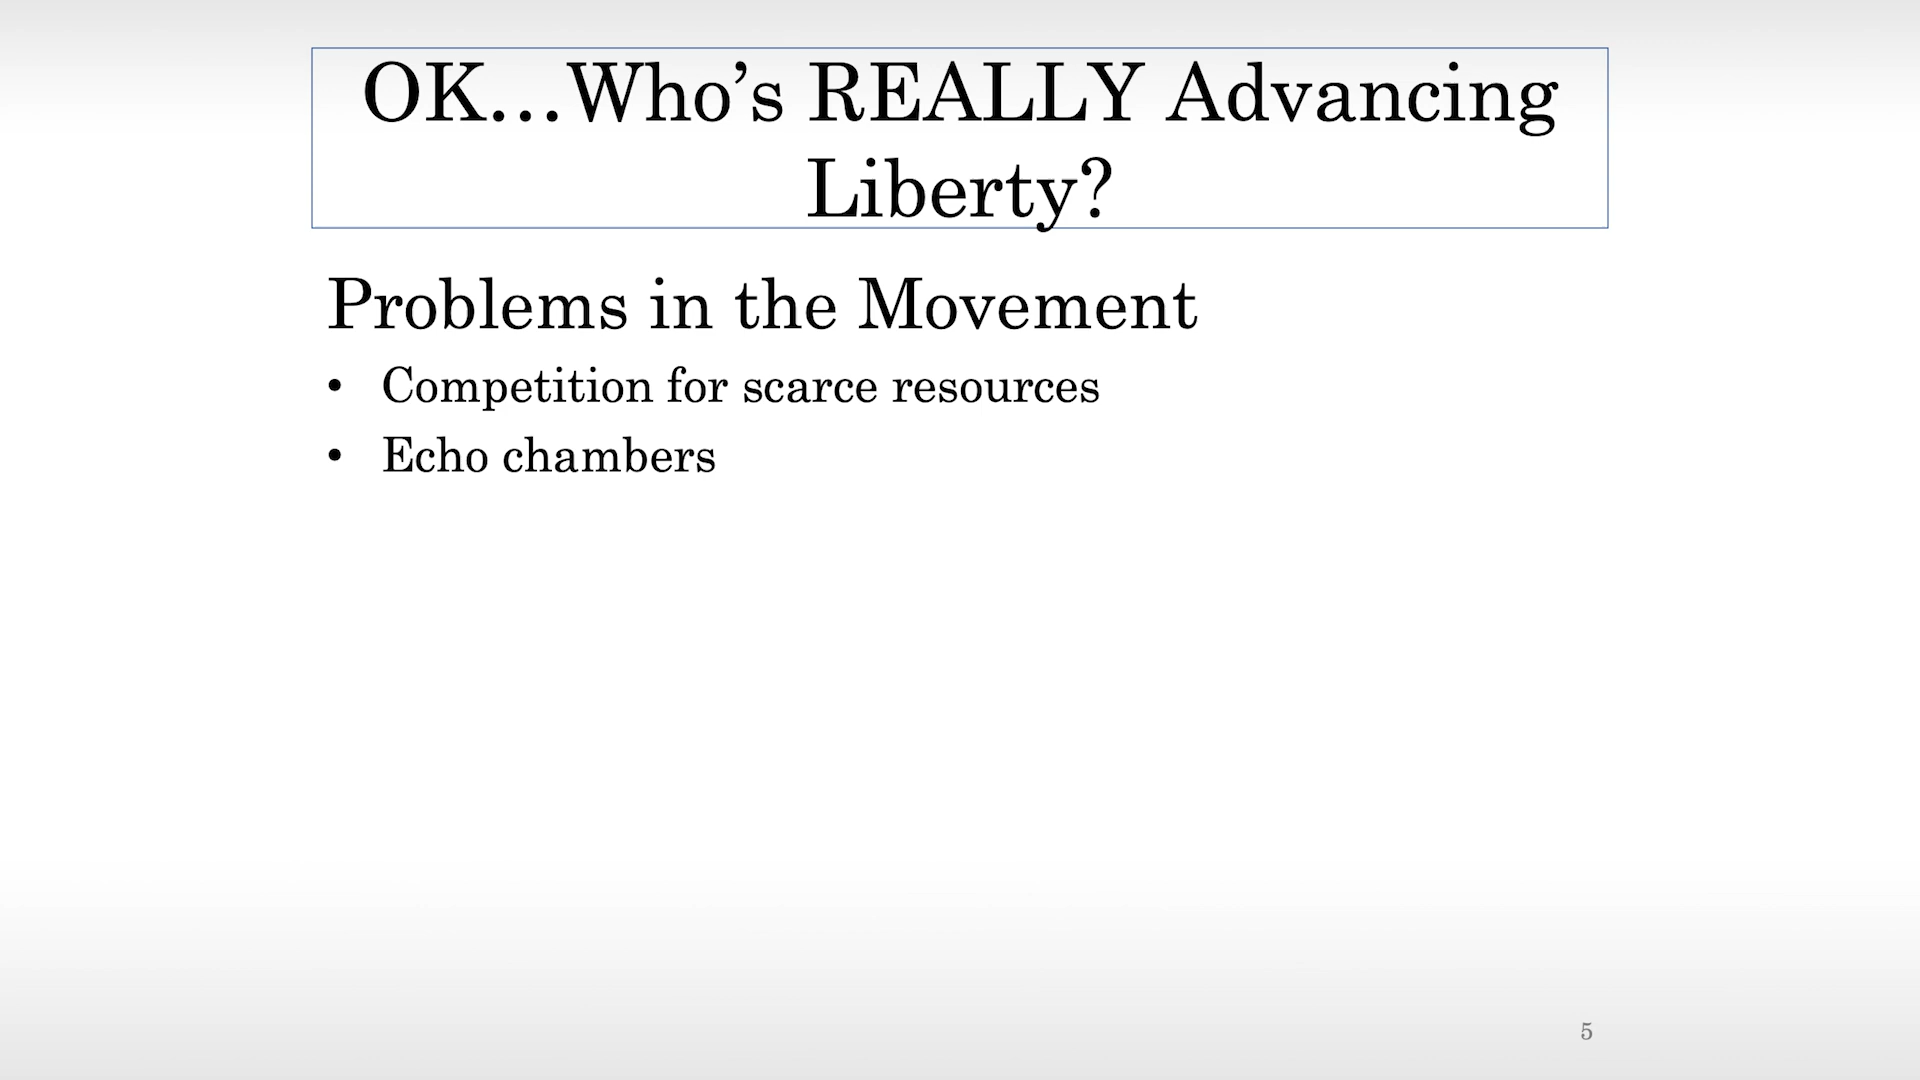 OK…Who’s REALLY Advancing
Liberty?
Problems in the Movement
• Competition for scarce resources
• Echo chambers
5